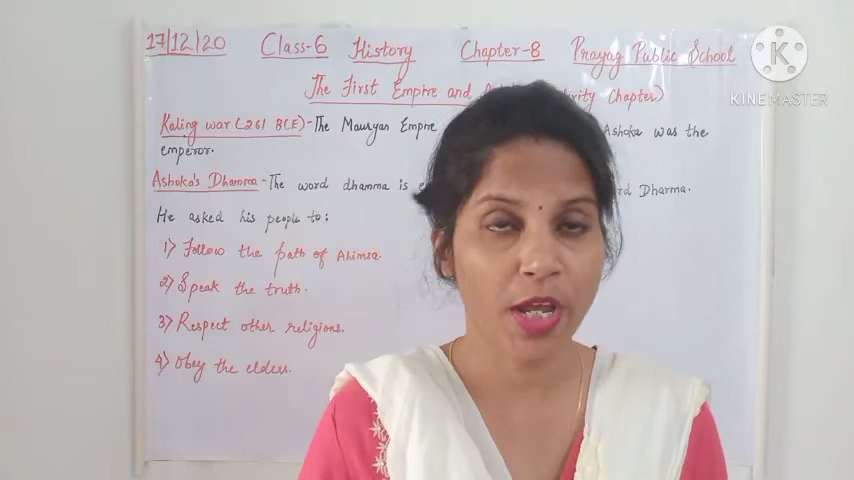 17/12/20 Class-6 History Chapter-8 Prayag Public School
The First Empire and Chapter)
Kaling war (261 BCE)- The Mauryan Empire Ashoka was the
emperor.
Ashoka's Dhamma - The word dhamma is Dharma.
He asked his people to:
1) Follow the path of Ahinsa.
2) Speak the truth.
3) Respect other religions.
4) Obey the elders.
KINEMASTER